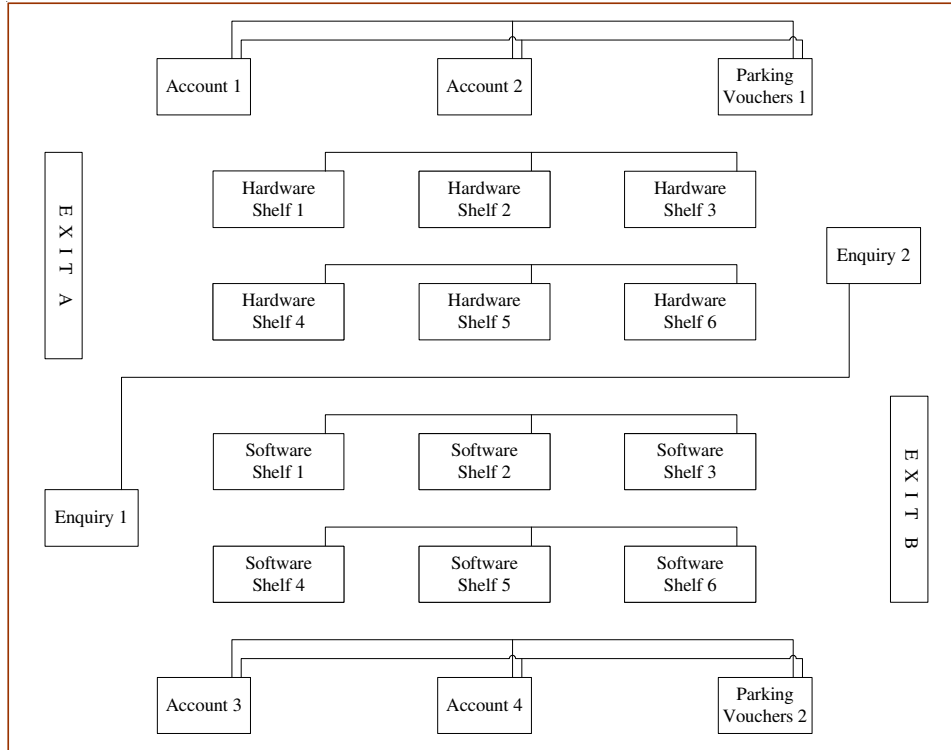 Account 1
Account 2
Parking
Vouchers 1
EXIT A
Hardware
Shelf 1
Hardware
Shelf 2
Hardware
Shelf 3
Enquiry 2
Hardware
Shelf 4
Hardware
Shelf 5
Hardware
Shelf 6
Software
Shelf 1
Software
Shelf 2
Software
Shelf 3
EXIT B
Enquiry 1
Software
Shelf 4
Software
Shelf 5
Software
Shelf 6
Account 3
Account 4
Parking
Vouchers 2